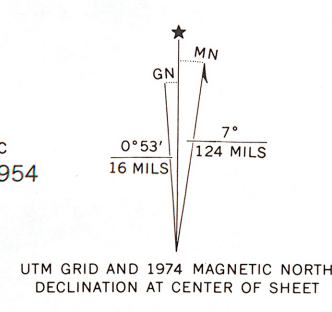 MN
GN
0°53'
16 MILS
7°
124 MILS
C
954
UTM GRID AND 1974 MAGNETIC NORTH
DECLINATION AT CENTER OF SHEET